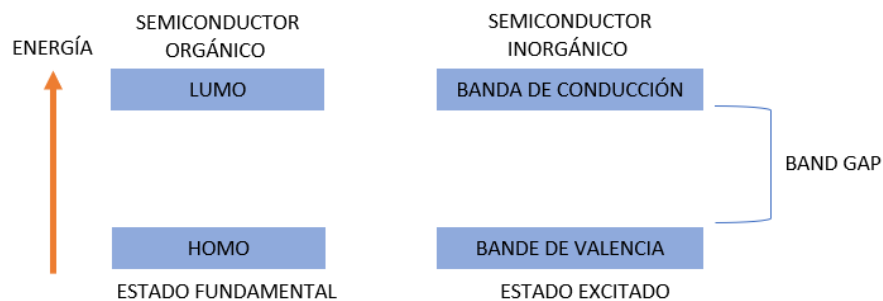 SEMICONDUCTOR
ORGÁNICO
SEMICONDUCTOR
INORGÁNICO
ENERGÍA
LUMO
BANDA DE CONDUCCIÓN
BAND GAP
HOMO
BANDE DE VALENCIA
ESTADO FUNDAMENTAL
ESTADO EXCITADO